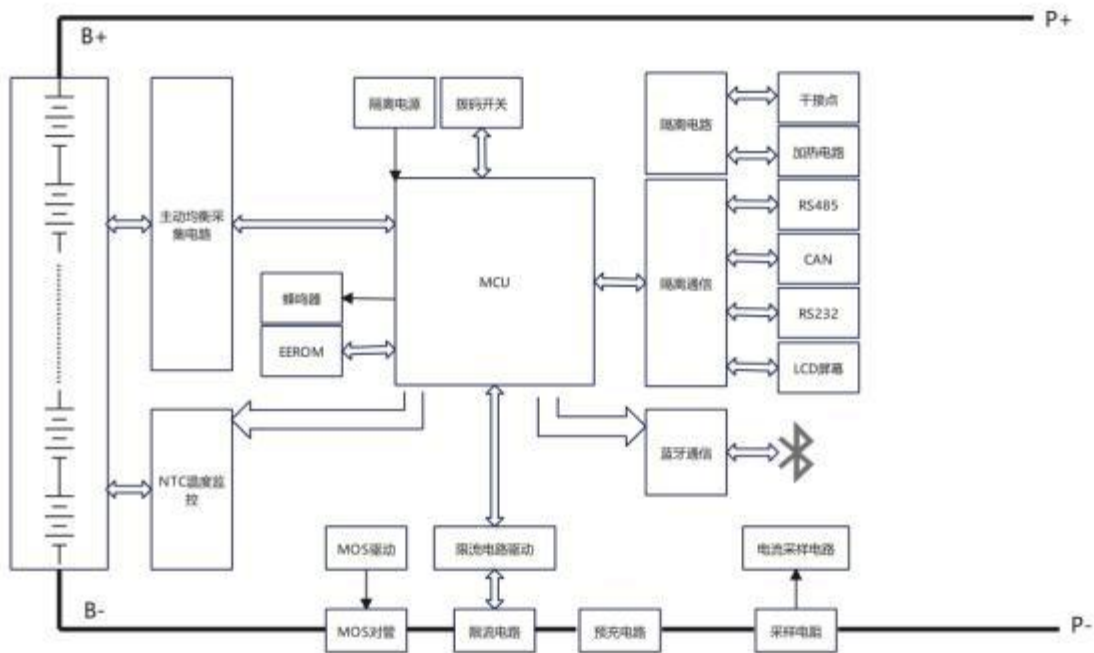 B+
P+
隔离电源
拨码开关
隔离电路
干接点
加热电路
主动均衡采
集电路
MCU
隔离通信
RS485
CAN
RS232
LCD屏幕
蜂鸣器
EEROM
NTC温度监
控
蓝牙通信
MOS驱动
限流电路驱动
电流采样电路
B-
MOS对管
限流电路
预充电路
采样电阻
P-